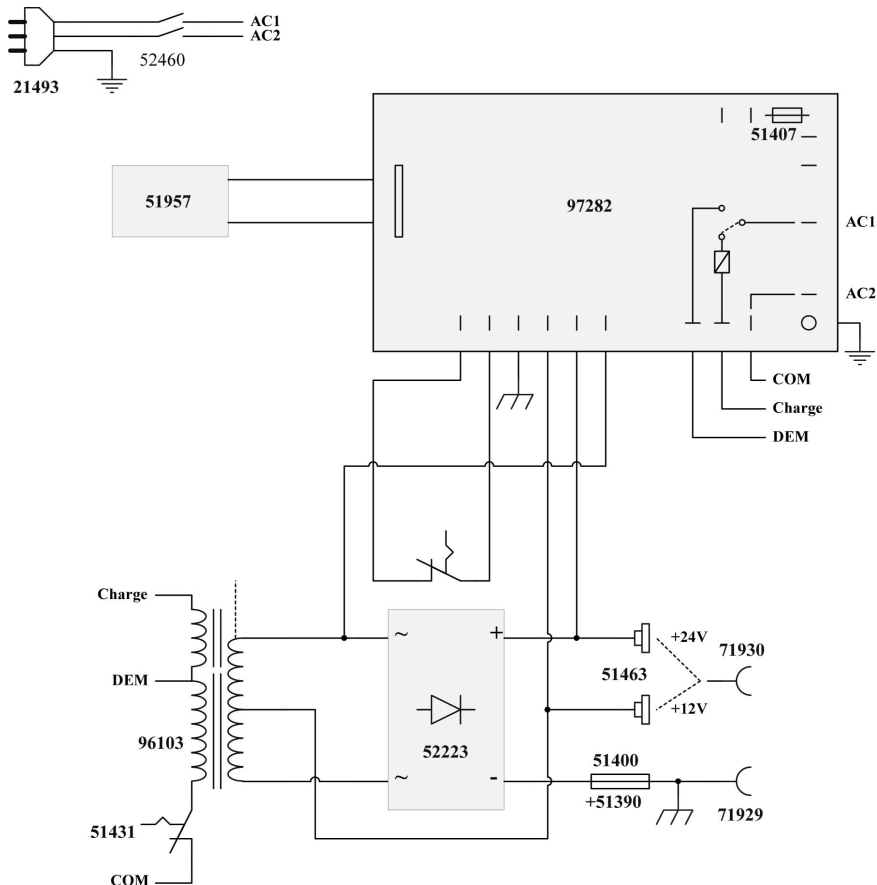 AC1
AC2
52460
21493
51407
51957
97282
AC1
AC2
COM
Charge
DEM
Charge
~
+
+24V
71930
51463
DEM
+12V
96103
52223
51400
~
-
+51390
71929
51431
COM